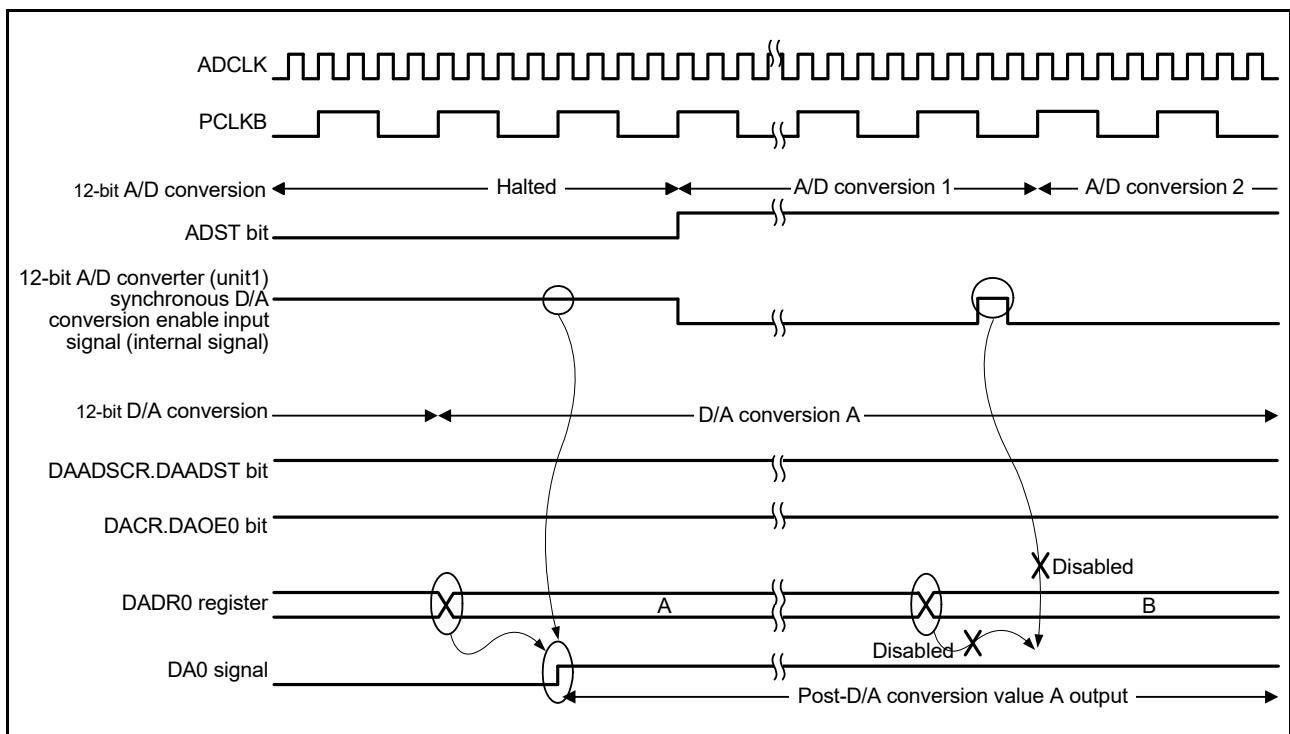 ADCLK
PCLKB
12-bit A/D conversion
Halted
A/D conversion 1
A/D conversion 2
ADST bit
12-bit A/D converter (unit1)
synchronous D/A
conversion enable input
signal (internal signal)
12-bit D/A conversion
D/A conversion A
DAADSCR.DAADST bit
DACR.DAOE0 bit
Disabled
DADR0 register
A
B
Disabled
DA0 signal
Post-D/A conversion value A output